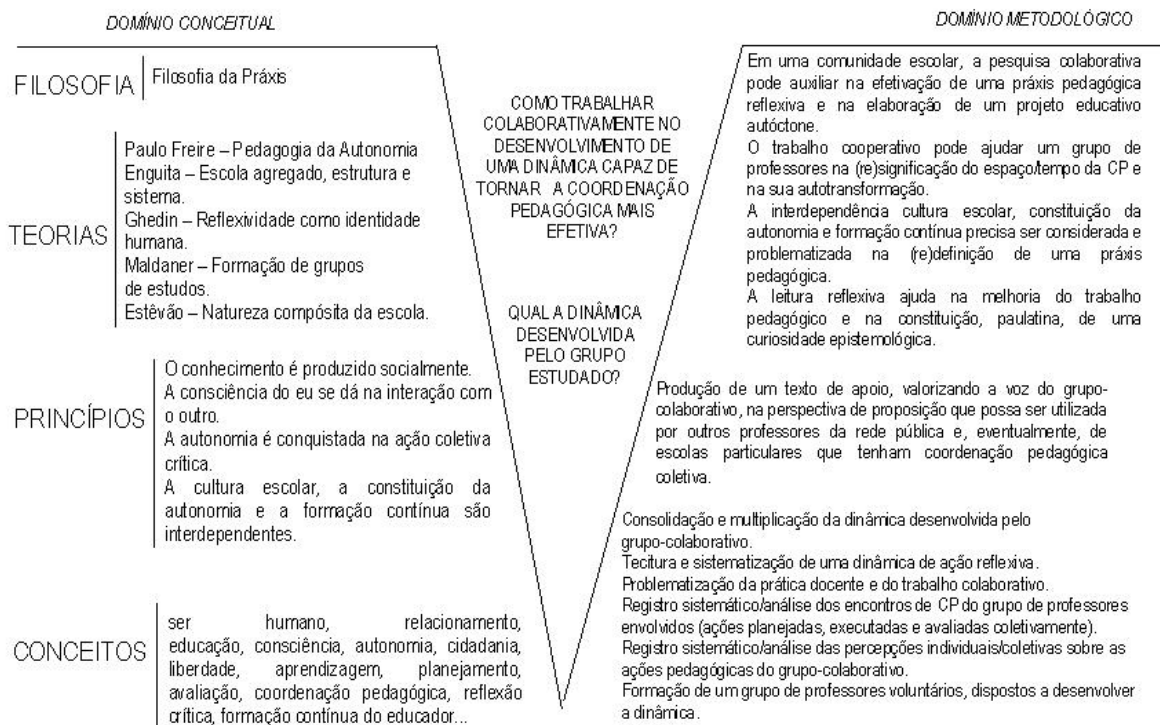 DOMÍNIO CONCEITUAL
FILOSOFIA
Filosofia da Práxis
TEORIAS
Paulo Freire – Pedagogia da Autonomia
Enguita – Escola agregado, estrutura e
sistema.
Ghedin – Reflexividade como identidade
humana.
Maldaner – Formação de grupos
de estudos.
Estêvão – Natureza compósita da escola.
PRINCÍPIOS
O conhecimento é produzido socialmente.
A consciência do eu se dá na interação com
o outro.
A autonomia é conquistada na ação coletiva
crítica.
A cultura escolar, a constituição da
autonomia e a formação contínua são
interdependentes.
CONCEITOS
ser humano, relacionamento,
educação, consciência, autonomia, cidadania,
liberdade, aprendizagem, planejamento,
avaliação, coordenação pedagógica, reflexão
crítica, formação contínua do educador...
COMO TRABALHAR
COLABORATIVAMENTE NO
DESENVOLVIMENTO DE
UMA DINÂMICA CAPAZ DE
TORNAR A COORDENAÇÃO
PEDAGÓGICA MAIS
EFETIVA?
QUAL A DINÂMICA
DESENVOLVIDA
PELO GRUPO
ESTUDADO?
DOMÍNIO METODOLÓGICO
Em uma comunidade escolar, a pesquisa colaborativa
pode auxiliar na efetivação de uma práxis pedagógica
reflexiva e na elaboração de um projeto educativo
autóctone.
O trabalho cooperativo pode ajudar um grupo de
professores na (re)significação do espaço/tempo da CP e
na sua autotransformação.
A interdependência cultura escolar, constituição da
autonomia e formação contínua precisa ser considerada e
problematizada na (re)definição de uma práxis
pedagógica.
A leitura reflexiva ajuda na melhoria do trabalho
pedagógico e na constituição, paulatina, de uma
curiosidade epistemológica.
Produção de um texto de apoio, valorizando a voz do grupo-
colaborativo, na perspectiva de proposição que possa ser utilizada
por outros professores da rede pública e, eventualmente, de
escolas particulares que tenham coordenação pedagógica
coletiva.
Consolidação e multiplicação da dinâmica desenvolvida pelo
grupo-colaborativo.
Tecitura e sistematização de uma dinâmica de ação reflexiva.
Problematização da prática docente e do trabalho colaborativo.
Registro sistemático/análise dos encontros de CP do grupo de professores
envolvidos (ações planejadas, executadas e avaliadas coletivamente).
Registro sistemático/análise das percepções individuais/coletivas sobre as
ações pedagógicas do grupo-colaborativo.
Formação de um grupo de professores voluntários, dispostos a desenvolver
a dinâmica.